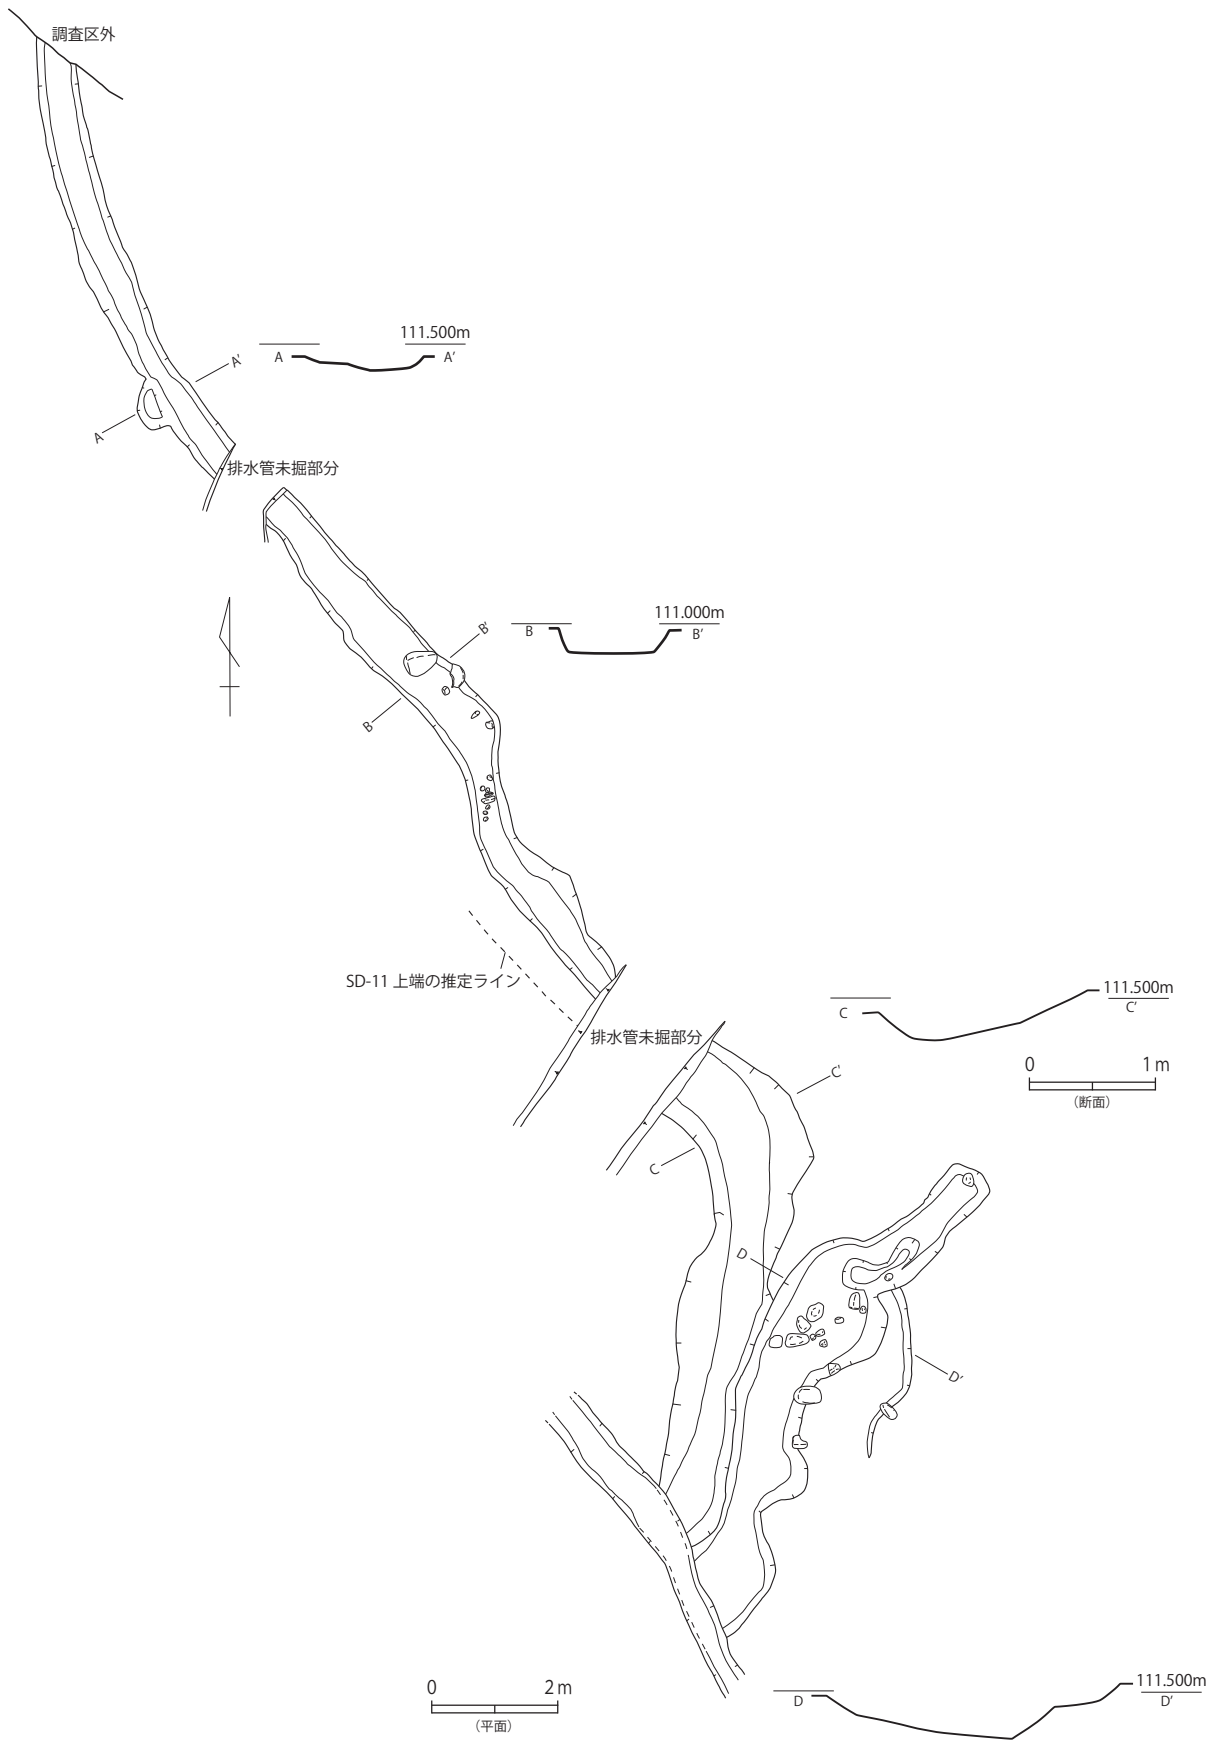 調査区外
111.500m
A
A'
A'
A
排水管未掘部分
111.000m
B
B'
B'
B
SD-11 上端の推定ライン
111.500m
C
C'
排水管未掘部分
0 1m
(断面)
C'
C
D
D'
0 2m
(平面)
111.500m
D
D'